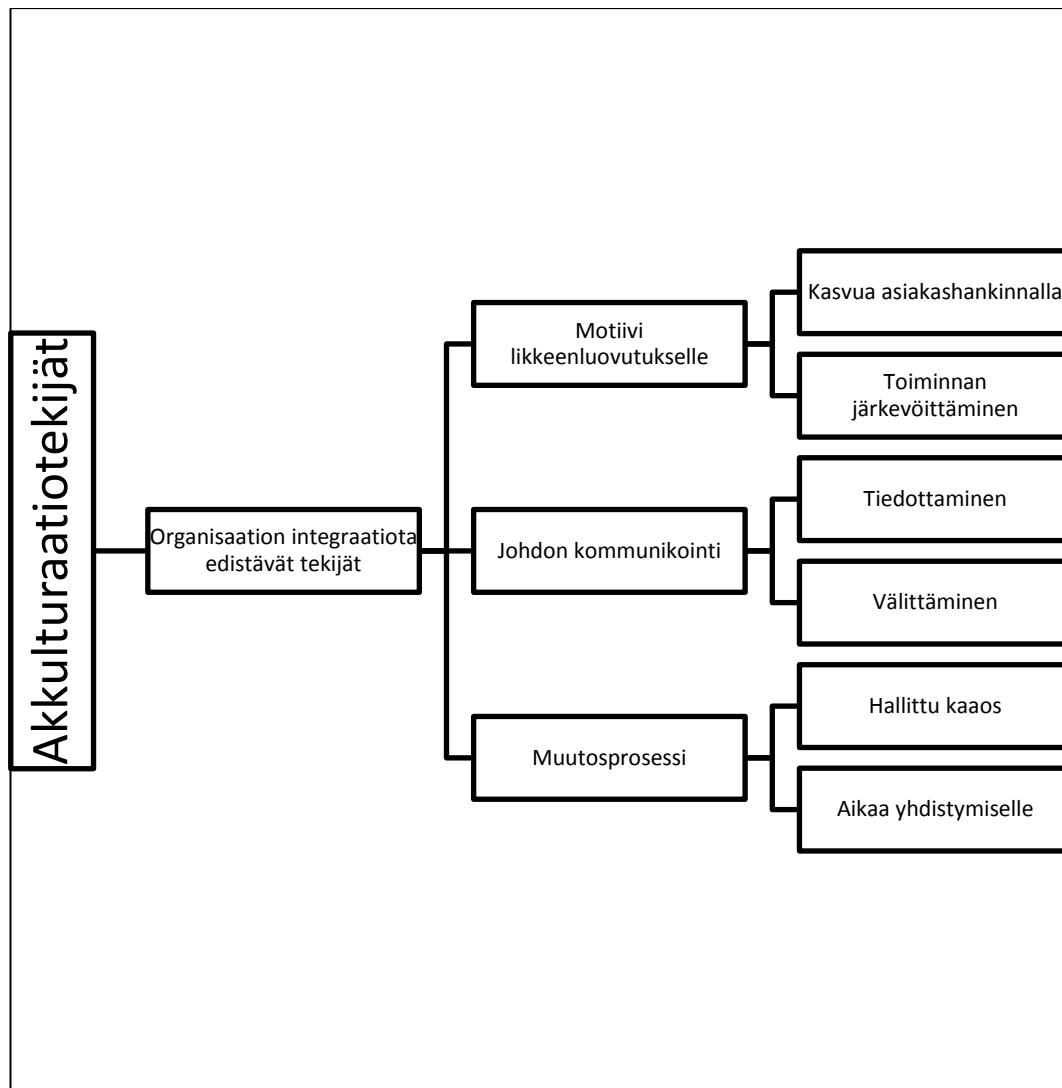 Akkulturaatiotekijät
Organisaation integraatiota
edistävät tekijät
Motiivi
likkeenluovutukselle
Kasvua asiakashankinnalla
Toiminnan
järkevöittäminen
Johdon kommunikointi
Tiedottaminen
Välittäminen
Muutosprosessi
Hallittu kaaos
Aikaa yhdistymiselle